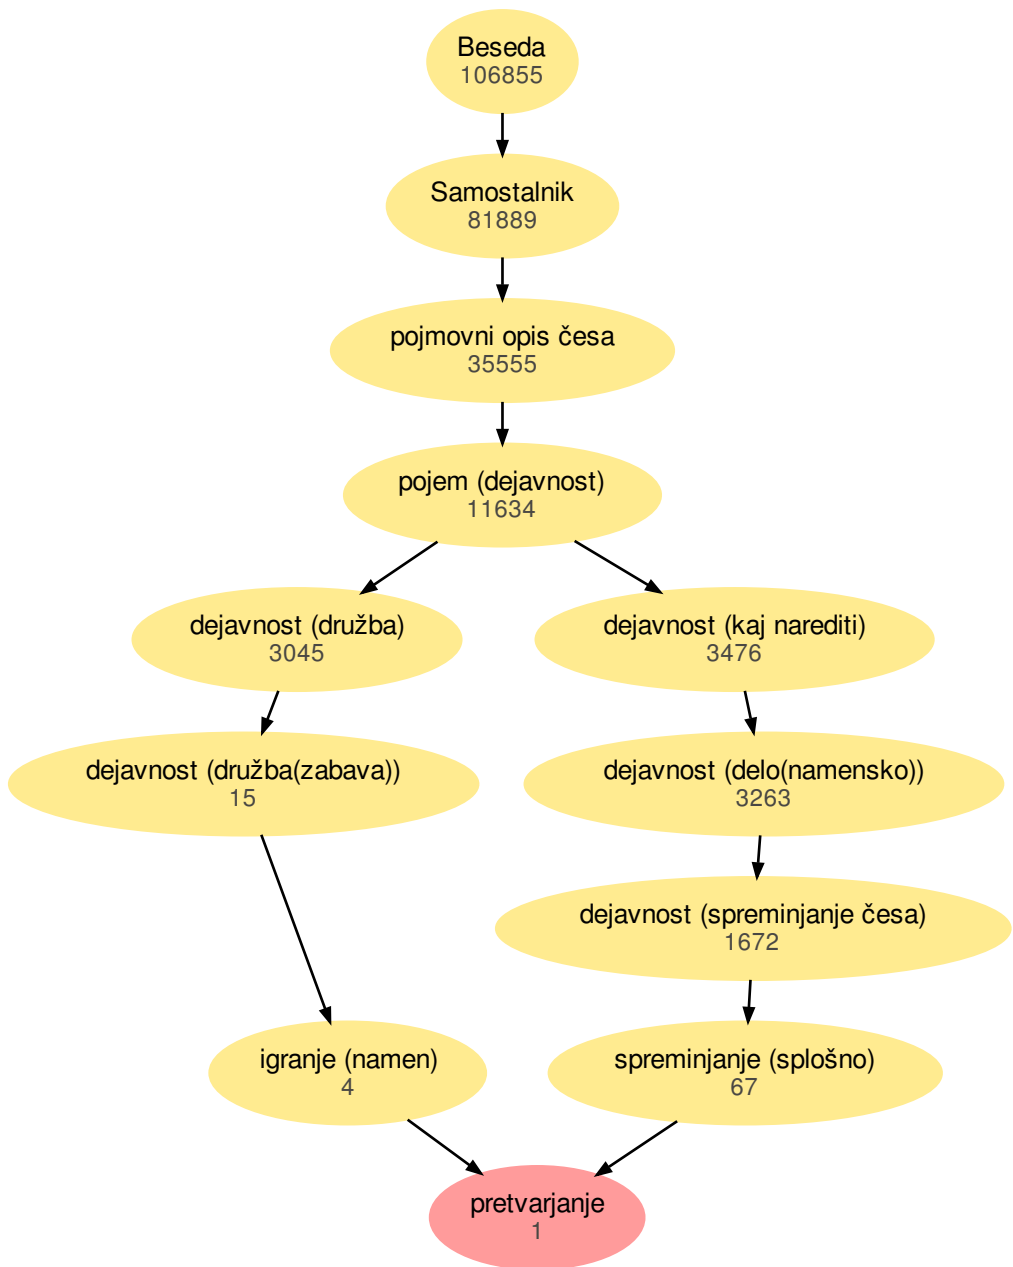 Beseda
106855
Samostalnik
81889
pojmovni opis česa
35555
pojem (dejavnost)
11634
dejavnost (družba)
3045
dejavnost (kaj narediti)
3476
dejavnost (družba(zabava))
15
dejavnost (delo(namensko))
3263
dejavnost (spreminjanje česa)
1672
igranje (namen)
4
spreminjanje (splošno)
67
pretvarjanje
1